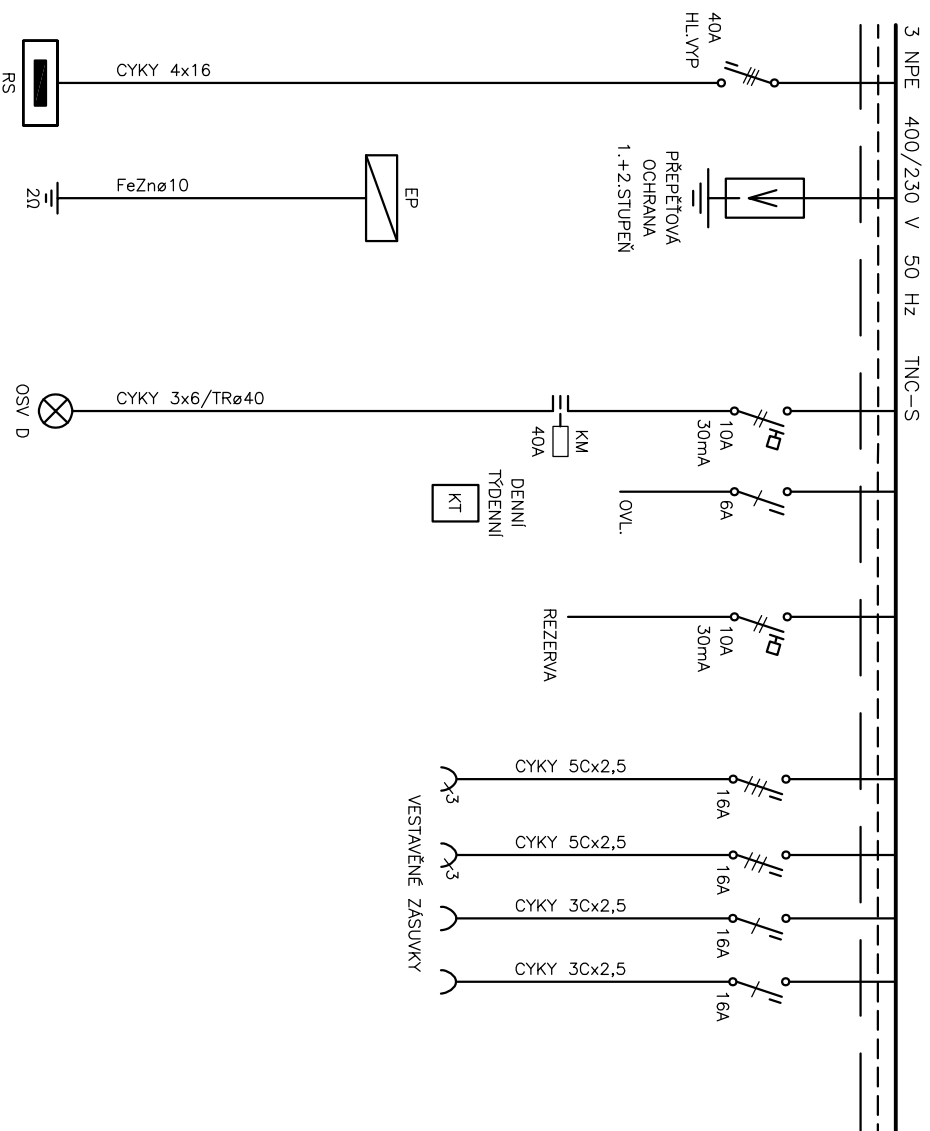 3 NPE 400/230 V 50 Hz TNC-S
40A
HL.VYP
CYKY 4x16
RS
PŘEPĚŤOVÁ
OCHRANA
1.+2.STUPEŇ
EP
FeZnø10
2Ω
10A
30mA
KM
40A
CYKY 3x6/TRø40
OSV D
6A
OVL.
DENNÍ
TÝDENNÍ
KT
10A
30mA
REZERVA
16A
CYKY 5Cx2,5
3
16A
CYKY 5Cx2,5
3
16A
CYKY 3Cx2,5
16A
CYKY 3Cx2,5
VESTAVĚNÉ ZÁSUVKY